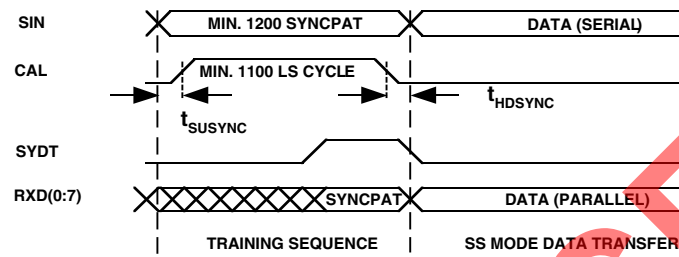 SIN MIN. 1200 SYNCPAT DATA (SERIAL)
CAL MIN. 1100 LS CYCLE
tSUSYNC tHDSYNC
SYDT
RXD(0:7) SYNCPAT DATA (PARALLEL)
TRAINING SEQUENCE SS MODE DATA TRANSFER